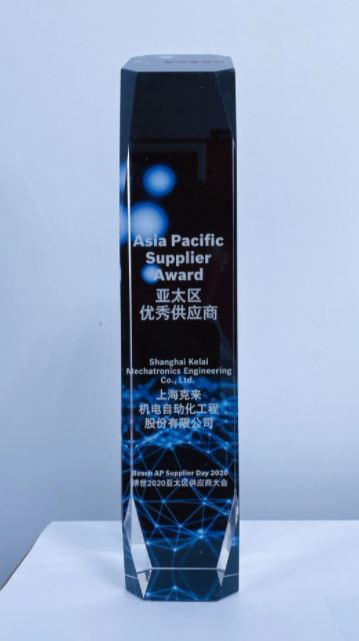 Asia Pacific
Supplier
Award
亚太区
优秀供应商
Shanghai Kelai
Mechatronics Engineering
Co., Ltd.
上海克来
机电自动化工程
股份有限公司
Bosch AP Supplier Day 2020
博世2020亚太区供应商大会